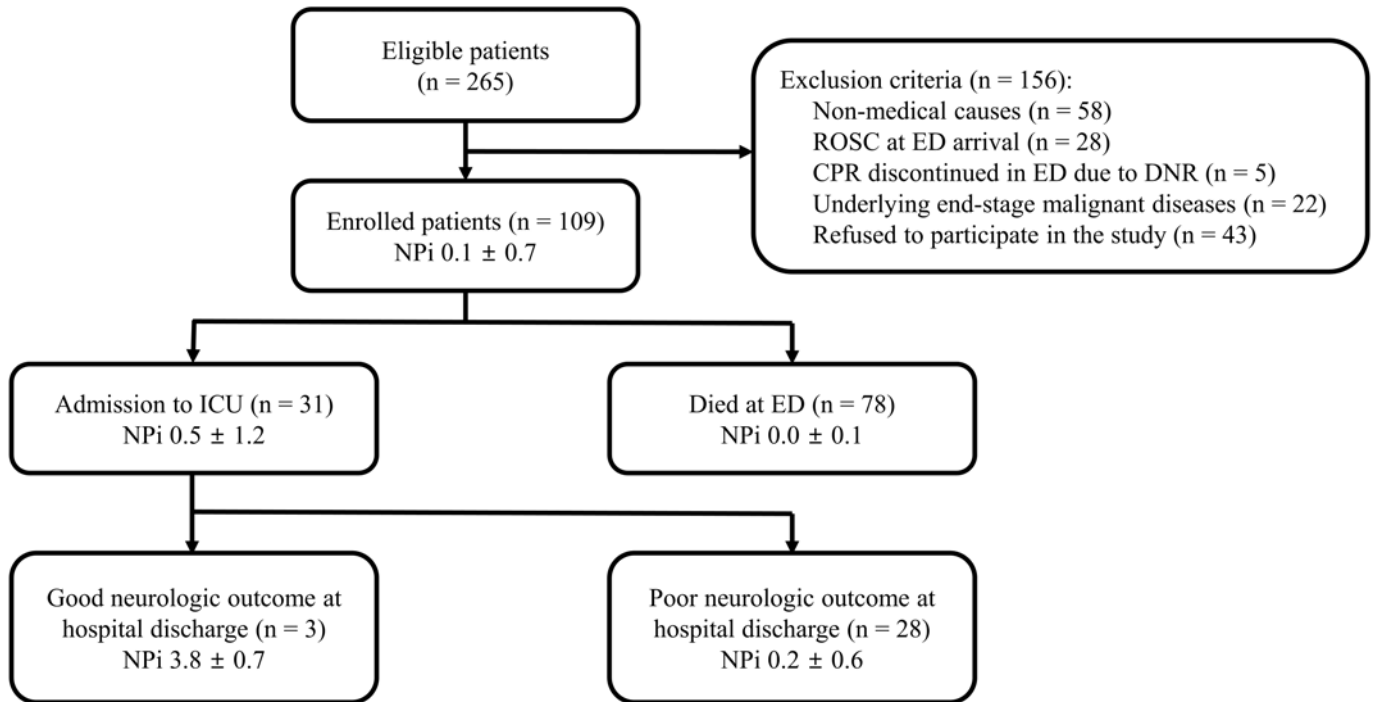 Eligible patients
(n = 265)
Exclusion criteria (n = 156):
Non-medical causes (n = 58)
ROSC at ED arrival (n = 28)
CPR discontinued in ED due to DNR (n = 5)
Underlying end-stage malignant diseases (n = 22)
Refused to participate in the study (n = 43)
Enrolled patients (n = 109)
NPi 0.1 ± 0.7
Admission to ICU (n = 31)
NPi 0.5 ± 1.2
Died at ED (n = 78)
NPi 0.0 ± 0.1
Good neurologic outcome at
hospital discharge (n = 3)
NPi 3.8 ± 0.7
Poor neurologic outcome at
hospital discharge (n = 28)
NPi 0.2 ± 0.6